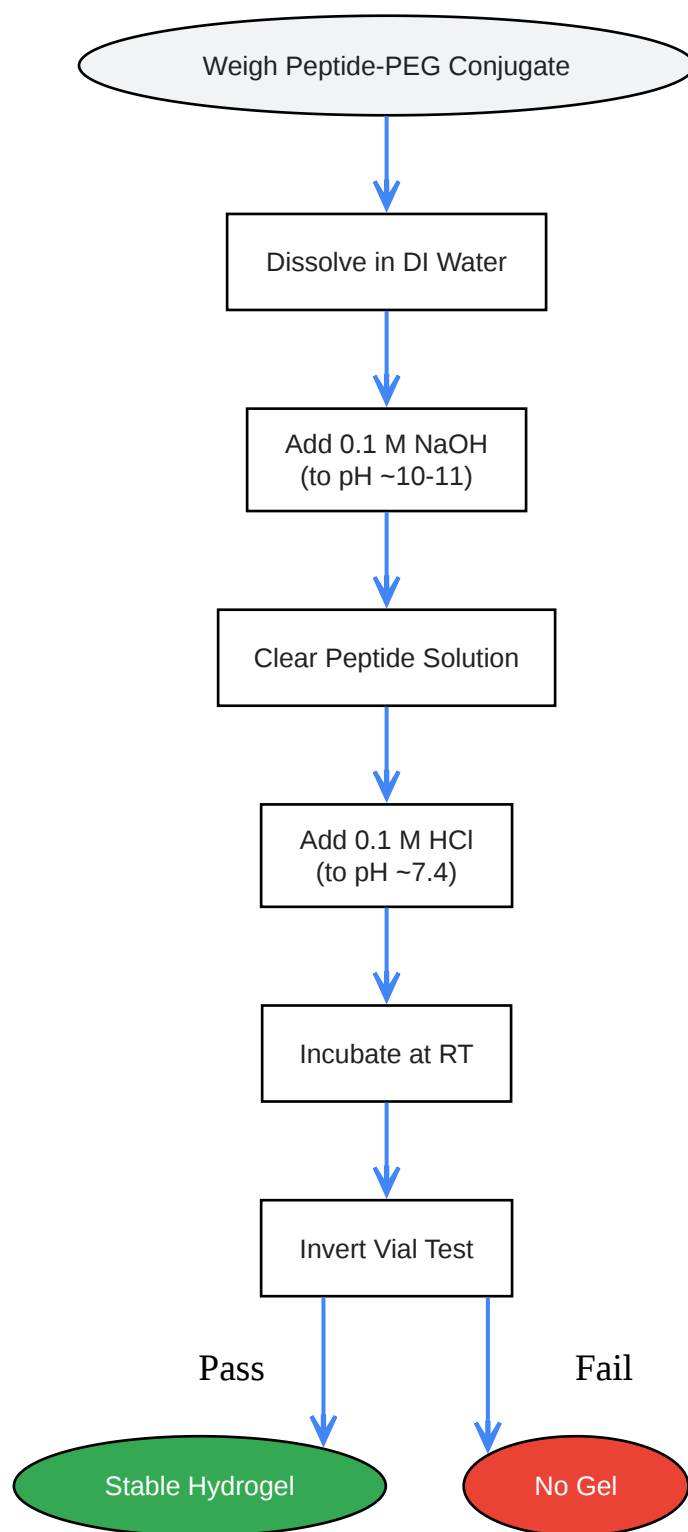 Weigh Peptide-PEG Conjugate
Dissolve in DI Water
Add 0.1 M NaOH
(to pH ~10-11)
Clear Peptide Solution
Add 0.1 M HCl
(to pH ~7.4)
Incubate at RT
Invert Vial Test
Pass
Fail
Stable Hydrogel
No Gel